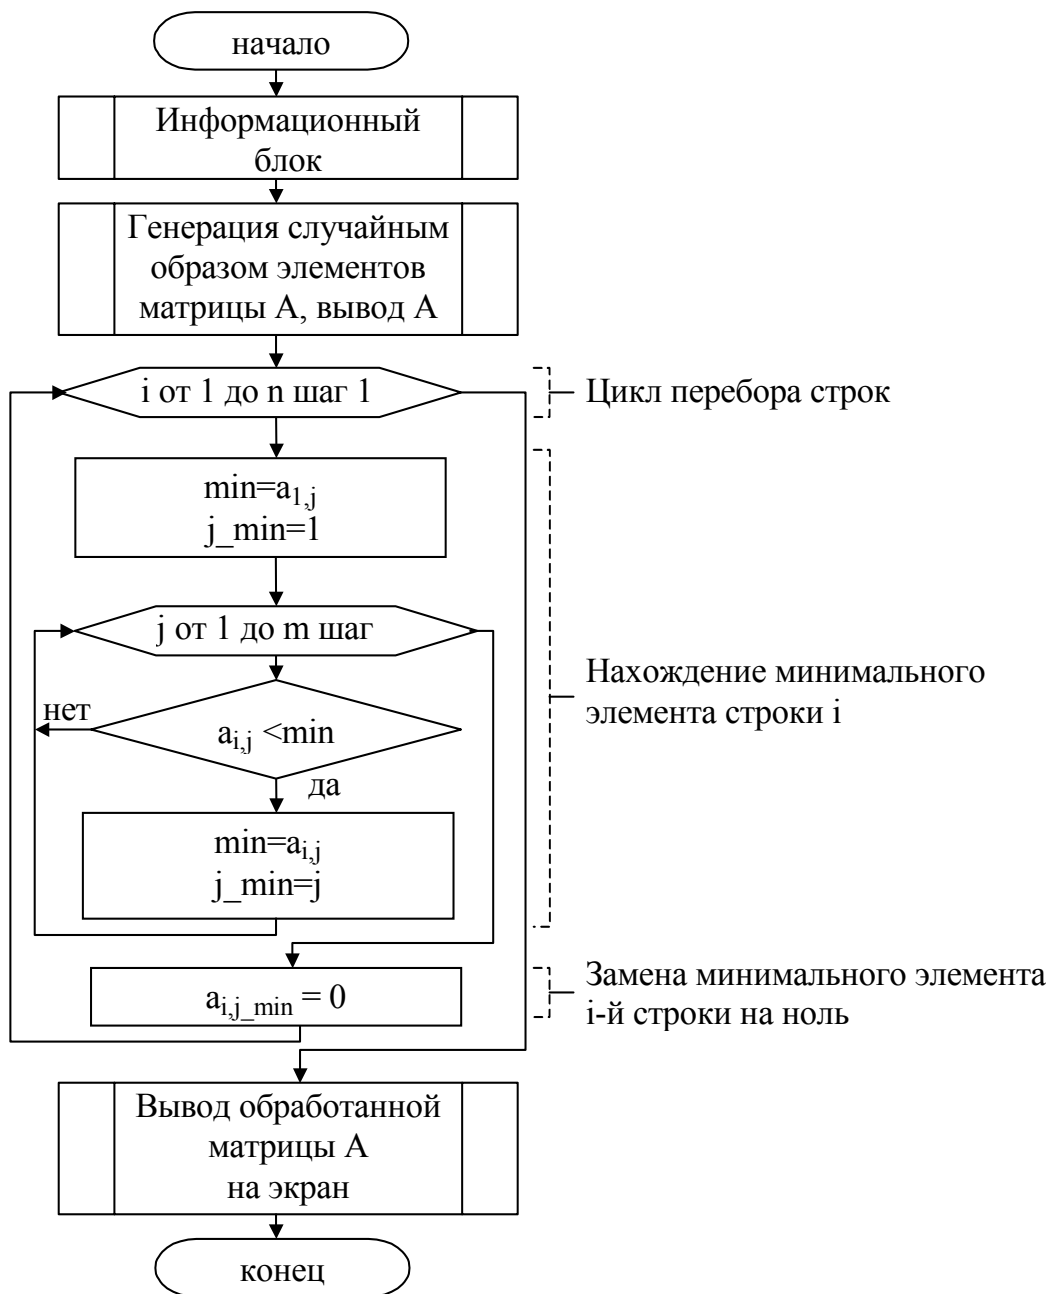 начало
Информационный
блок
Генерация случайным
образом элементов
матрицы А, вывод А
i от 1 до n шаг 1
Цикл перебора строк
min=a1,j
j_min=1
j от 1 до m шаг
Нахождение минимального
элемента строки i
нет
ai,j <min
да
min=ai,j
j_min=j
Замена минимального элемента
i-й строки на ноль
ai,j_min = 0
Вывод обработанной
матрицы А
на экран
конец